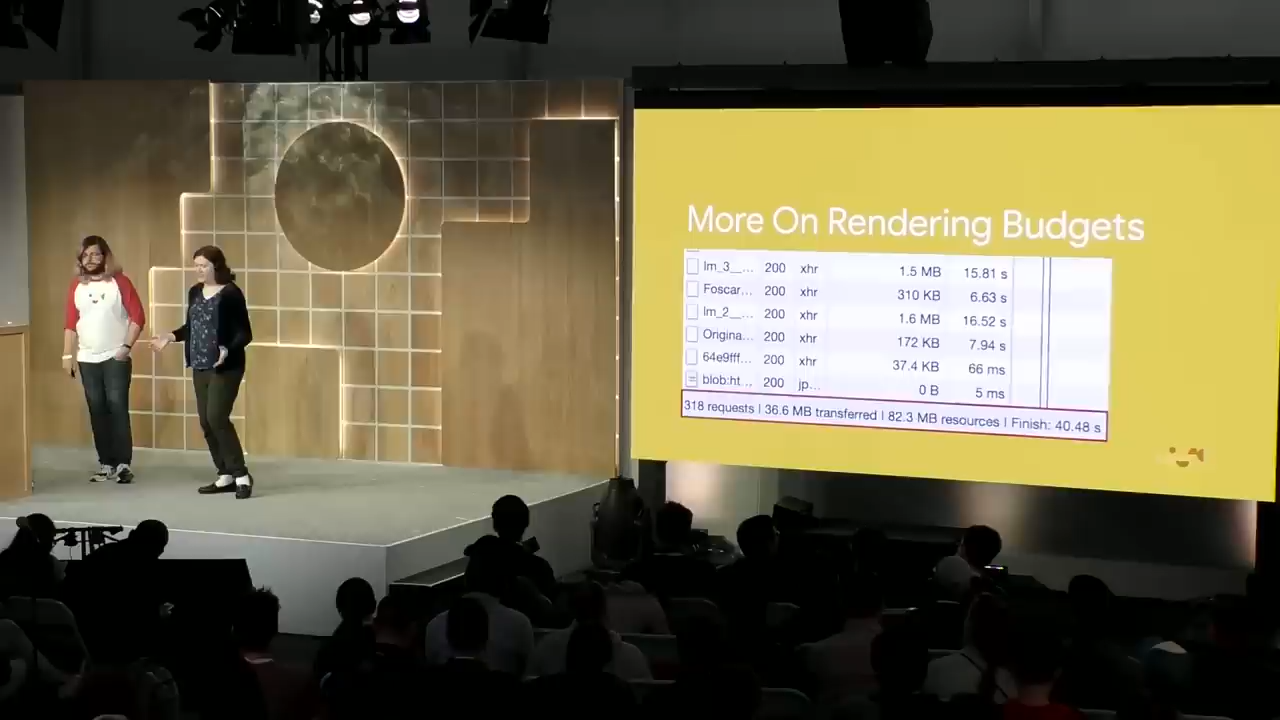 More On Rendering Budgets
Im_3__... 200 xhr 1.5 MB 15.81 s
Foscar... 200 xhr 310 KB 6.63 s
Im_2__... 200 xhr 1.6 MB 16.52 s
Origina... 200 xhr 172 KB 7.94 s
64e9fff... 200 xhr 37.4 KB 66 ms
blob:ht... 200 jp... 0 B 5 ms
318 requests | 36.6 MB transferred | 82.3 MB resources | Finish: 40.48 s